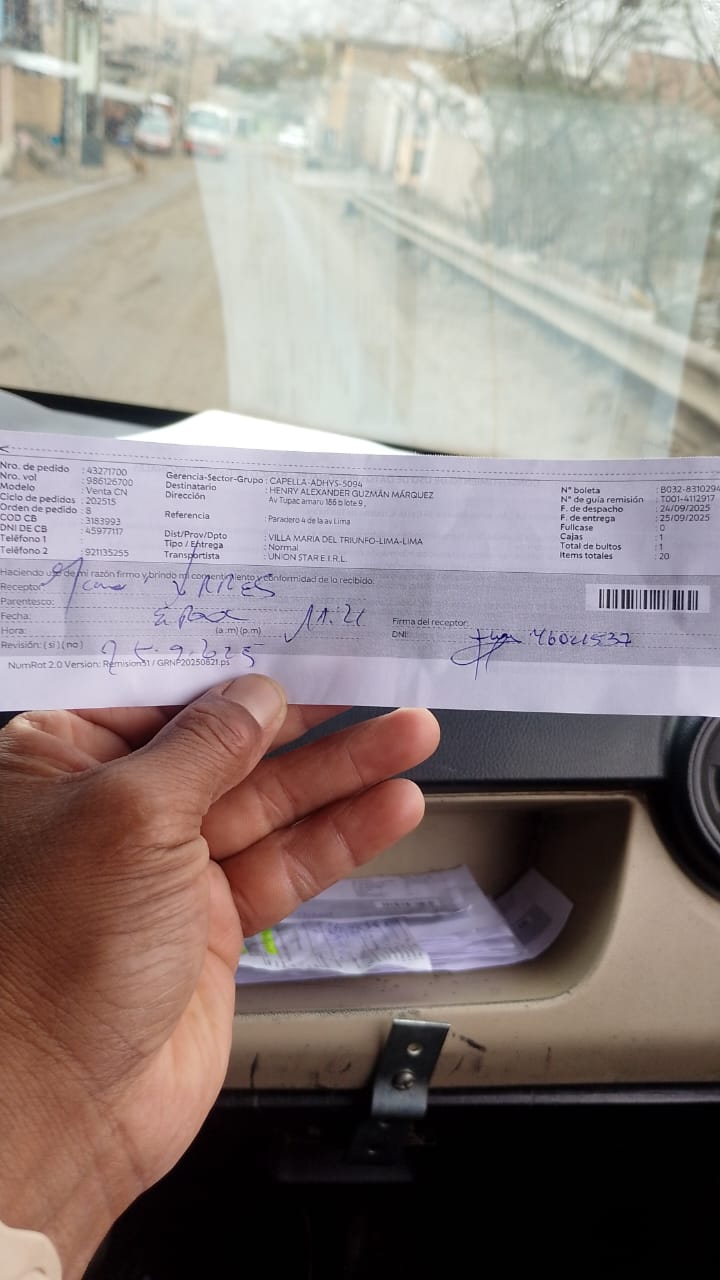 Nro. de pedido : 43271700
Nro. vol : 986126700
Modelo : Venta CN
Ciclo de pedidos : 202515
Orden de pedido : 8
COD CB : 3183993
DNI DE CB : 45977117
Teléfono 1 :
Teléfono 2 : 921135255
Gerencia-Sector-Grupo : CAPELLA-ADHYS-5094
Destinatario : HENRY ALEXANDER GUZMÁN MÁRQUEZ
Dirección : Av Tupac amaru 186 b lote 9 ,
Referencia : Paradero 4 de la av Lima
Dist/Prov/Dpto : VILLA MARIA DEL TRIUNFO-LIMA-LIMA
Tipo / Entrega : Normal
Transportista : UNION STAR E.I.R.L.
N° boleta : B032-8310294
N° de guía remisión : T001-4112917
F. de despacho : 24/09/2025
F. de entrega : 25/09/2025
Fullcase : 0
Cajas : 1
Total de bultos : 1
Items totales : 20
Haciendo uso de mi razón firmo y brindo mi consentimiento y conformidad de lo recibido.
Receptor:
Parentesco:
Fecha:
Hora: (a.m) (p.m) 11:21
Revisión: ( si ) ( no )
Firma del receptor:
DNI:
NumRot 2.0 Version: Remision31 / GRNP20250821.ps